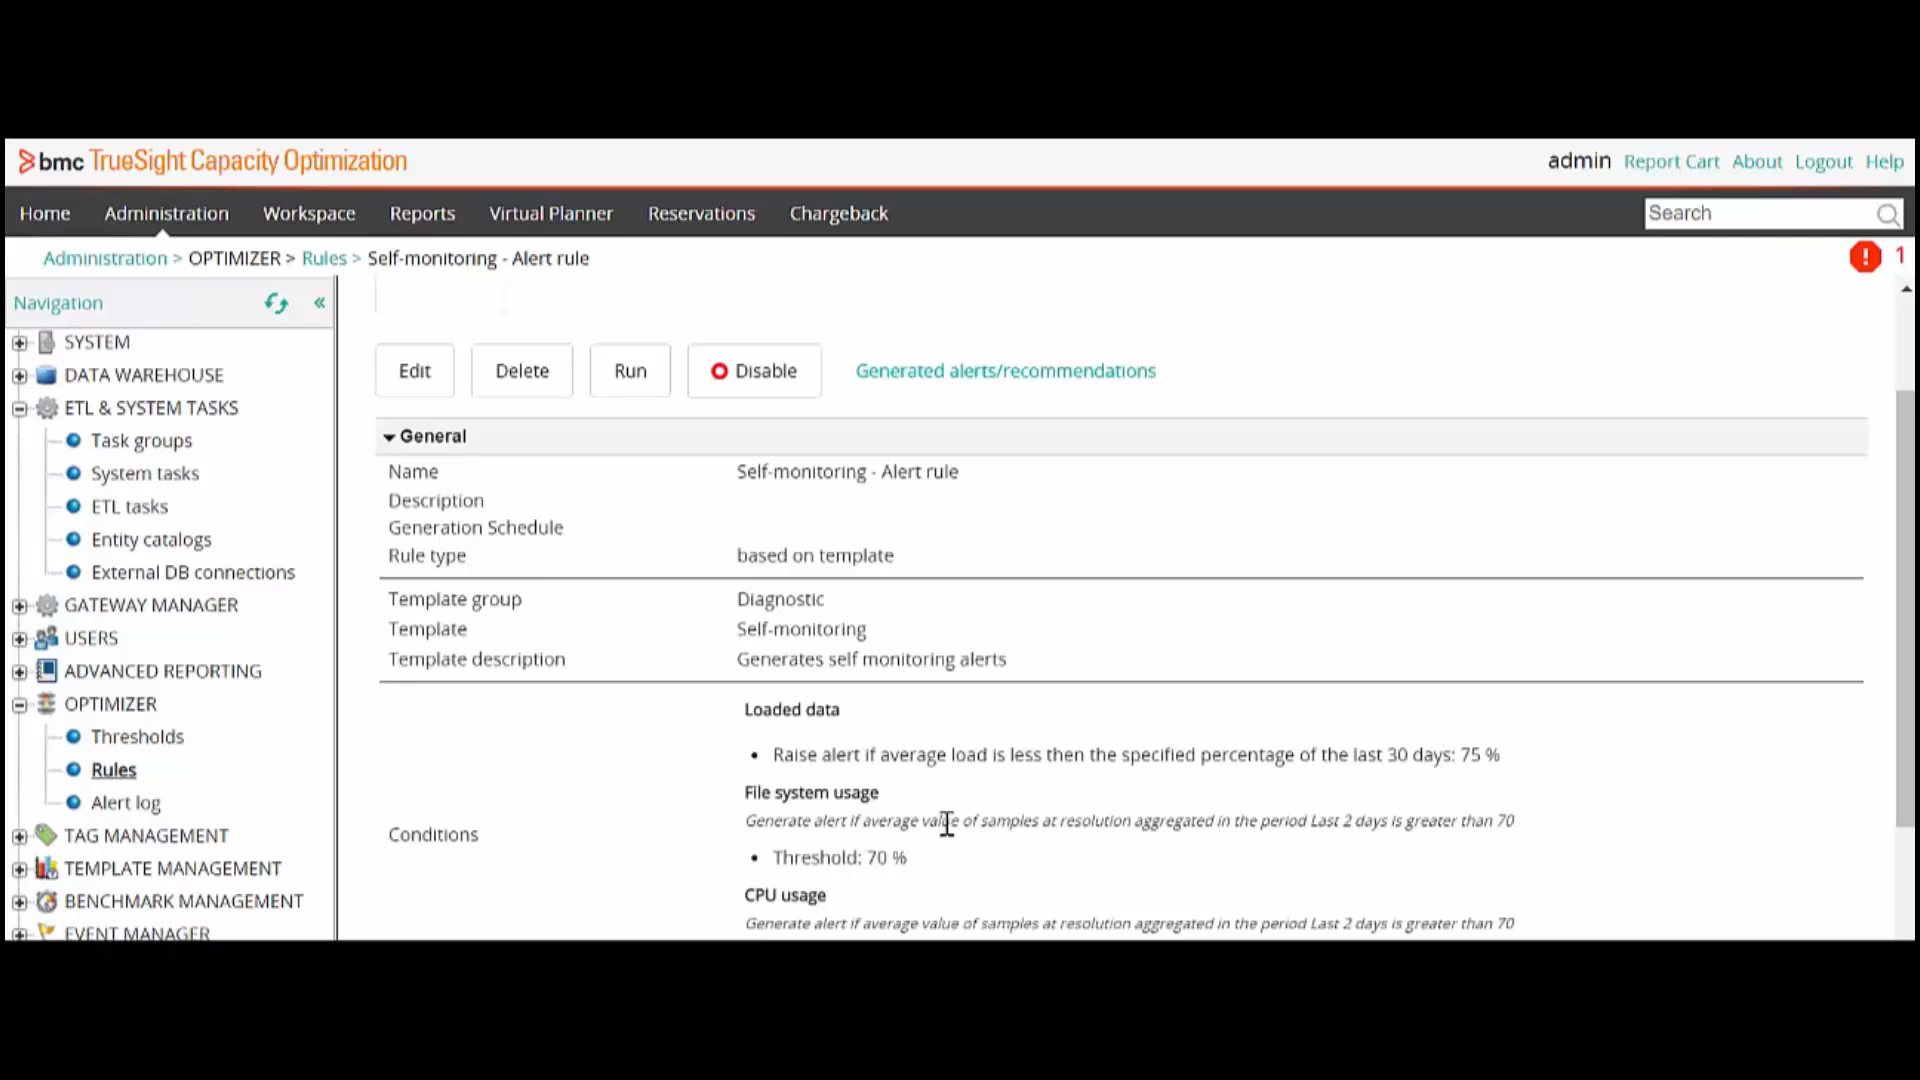 bmc TrueSight Capacity Optimization
admin Report Cart About Logout Help
Home Administration Workspace Reports Virtual Planner Reservations Chargeback
Search
Administration > OPTIMIZER > Rules > Self-monitoring - Alert rule
! 1
Navigation «
SYSTEM
DATA WAREHOUSE
ETL & SYSTEM TASKS
Task groups
System tasks
ETL tasks
Entity catalogs
External DB connections
GATEWAY MANAGER
USERS
ADVANCED REPORTING
OPTIMIZER
Thresholds
Rules
Alert log
TAG MANAGEMENT
TEMPLATE MANAGEMENT
BENCHMARK MANAGEMENT
EVENT MANAGER
Edit Delete Run Disable Generated alerts/recommendations
General
Name Self-monitoring - Alert rule
Description
Generation Schedule
Rule type based on template
Template group Diagnostic
Template Self-monitoring
Template description Generates self monitoring alerts
Conditions
Loaded data
• Raise alert if average load is less then the specified percentage of the last 30 days: 75 %
File system usage
Generate alert if average value of samples at resolution aggregated in the period Last 2 days is greater than 70
• Threshold: 70 %
CPU usage
Generate alert if average value of samples at resolution aggregated in the period Last 2 days is greater than 70